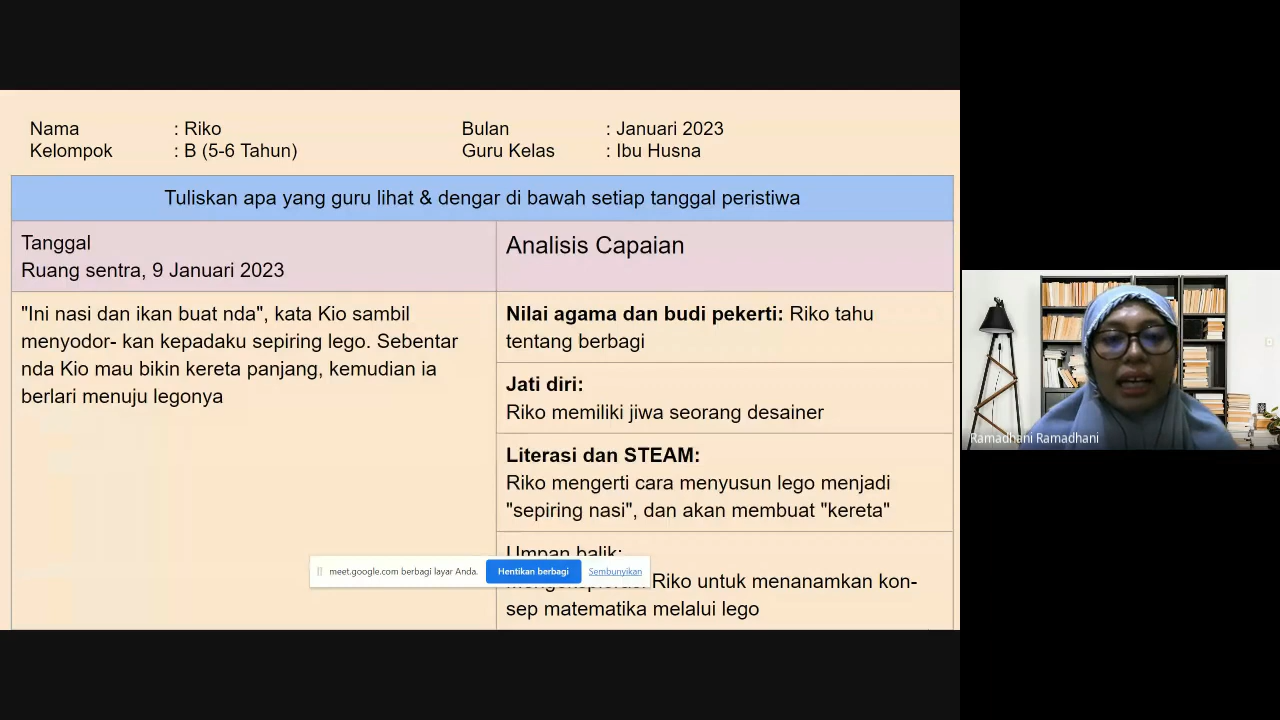 Nama : Riko Bulan : Januari 2023
Kelompok : B (5-6 Tahun) Guru Kelas : Ibu Husna
Tuliskan apa yang guru lihat & dengar di bawah setiap tanggal peristiwa
Tanggal
Ruang sentra, 9 Januari 2023
Analisis Capaian
"Ini nasi dan ikan buat nda", kata Kio sambil
menyodor- kan kepadaku sepiring lego. Sebentar
nda Kio mau bikin kereta panjang, kemudian ia
berlari menuju legonya
Nilai agama dan budi pekerti: Riko tahu
tentang berbagi
Jati diri:
Riko memiliki jiwa seorang desainer
Literasi dan STEAM:
Riko mengerti cara menyusun lego menjadi
"sepiring nasi", dan akan membuat "kereta"
Umpan balik:
Riko untuk menanamkan kon-
sep matematika melalui lego
meet.google.com berbagi layar Anda. Hentikan berbagi Sembunyikan
Ramadhani Ramadhani